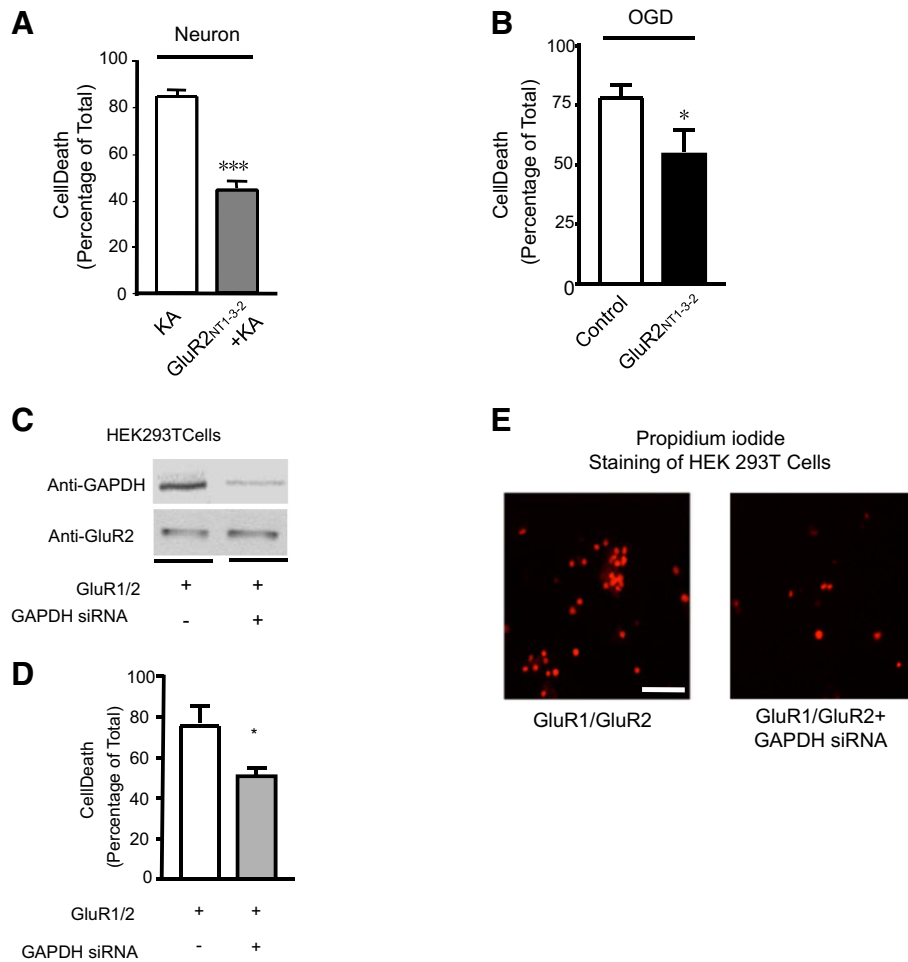 A
Neuron
CellDeath
(Percentage of Total)
100
80
60
40
20
0
***
KA
GluR2NT1-3-2
+KA
B
OGD
CellDeath
(Percentage of Total)
100
75
50
25
0
*
Control
GluR2NT1-3-2
C
HEK293TCells
Anti-GAPDH
Anti-GluR2
GluR1/2 + +
GAPDH siRNA - +
D
CellDeath
(Percentage of Total)
100
80
60
40
20
0
*
GluR1/2 + +
GAPDH siRNA - +
E
Propidium iodide
Staining of HEK 293T Cells
GluR1/GluR2
GluR1/GluR2+
GAPDH siRNA